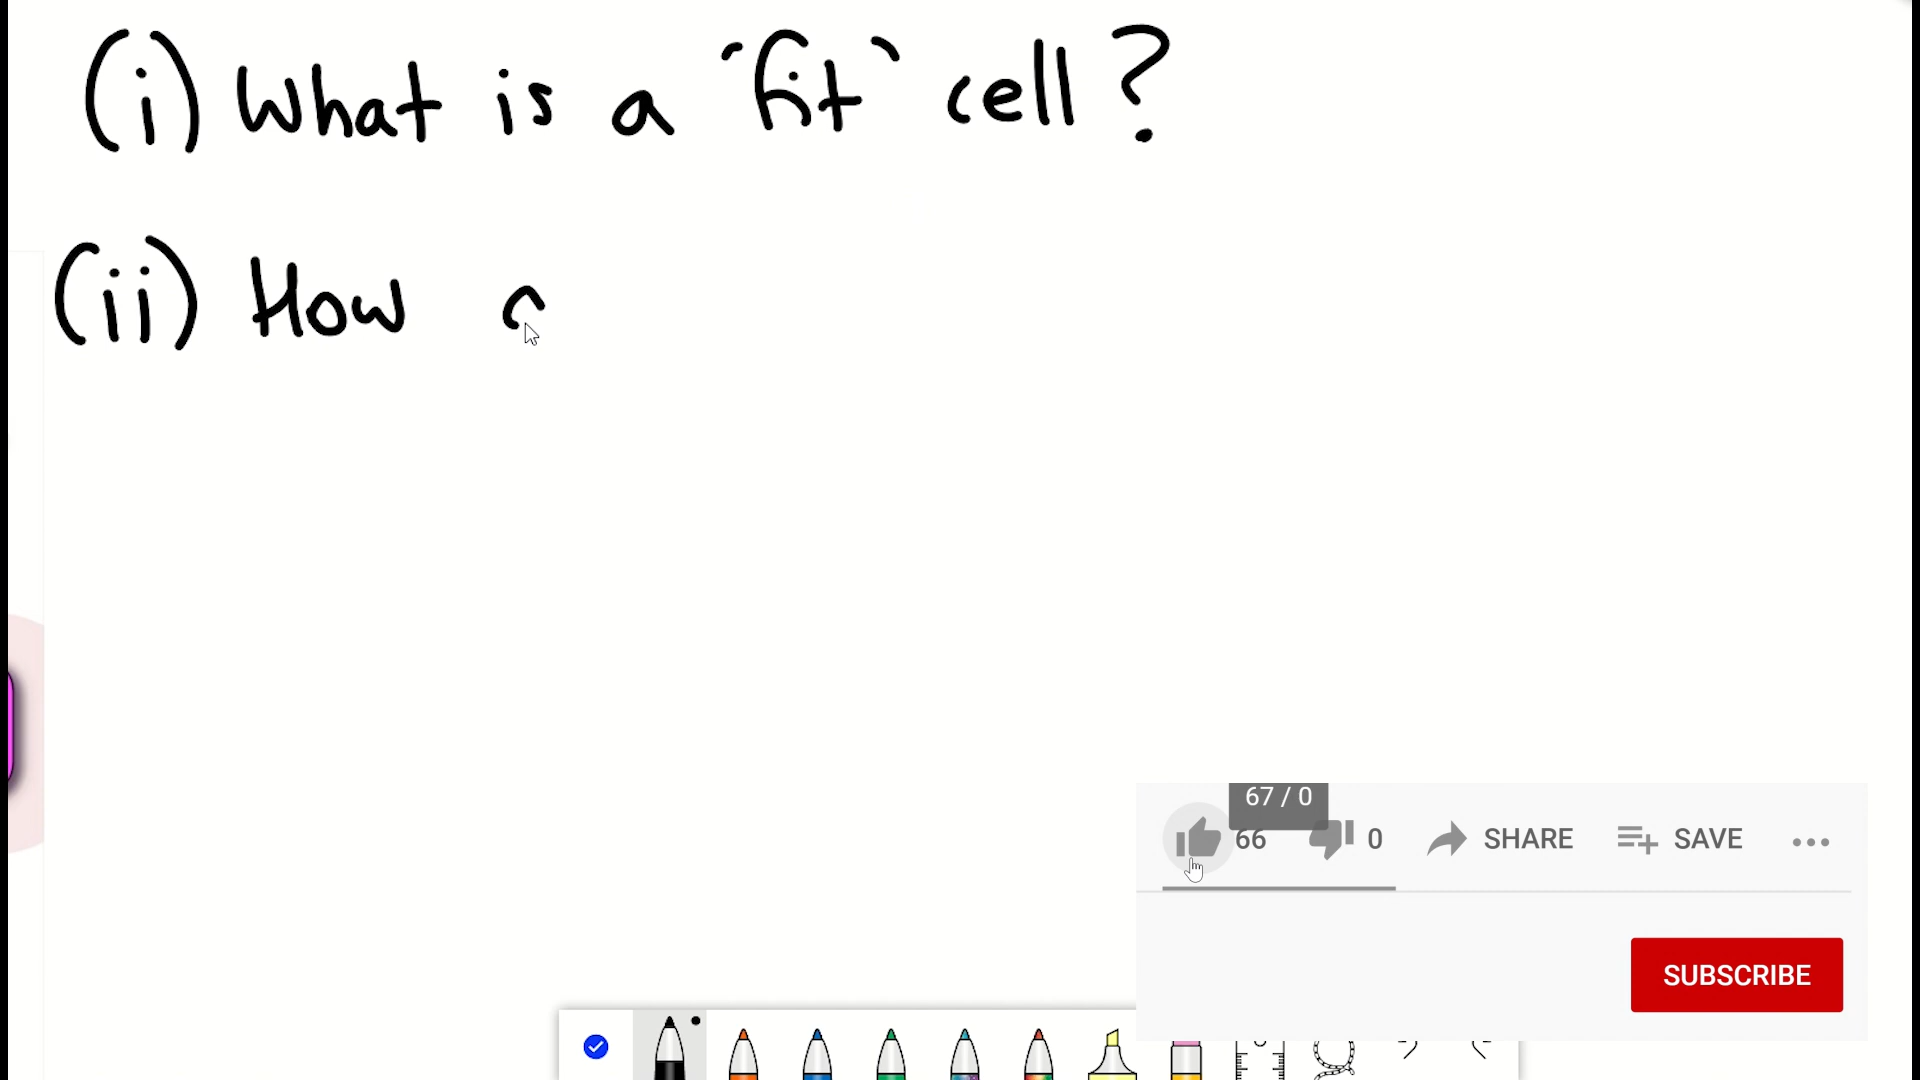 (i) What is a ‘fit’ cell?
(ii) How
67 / 0
66 0 SHARE SAVE
SUBSCRIBE